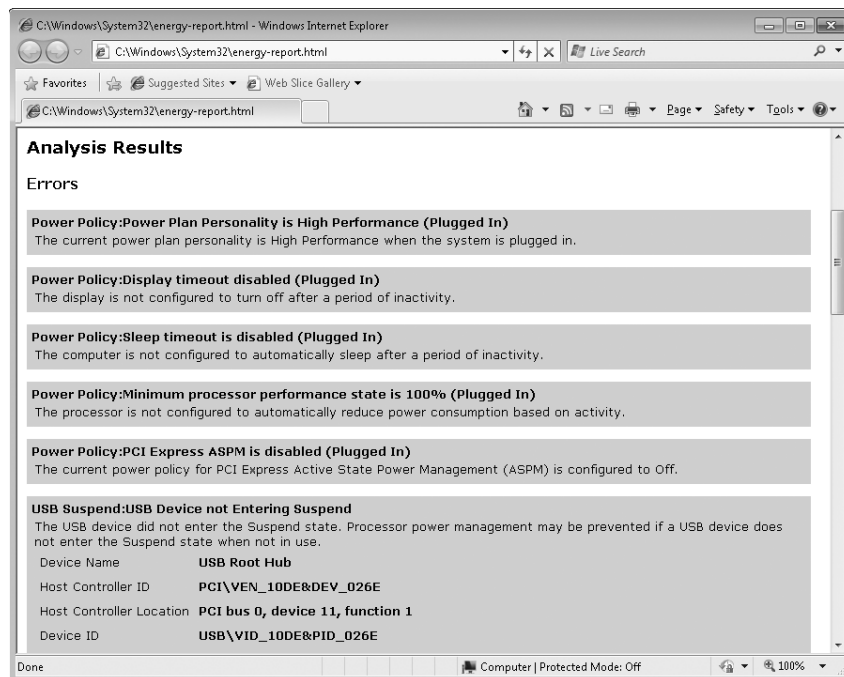 C:\Windows\System32\energy-report.html - Windows Internet Explorer
C:\Windows\System32\energy-report.html
Live Search
Favorites
Suggested Sites
Web Slice Gallery
C:\Windows\System32\energy-report.html
Page
Safety
Tools
Analysis Results
Errors
Power Policy:Power Plan Personality is High Performance (Plugged In)
The current power plan personality is High Performance when the system is plugged in.
Power Policy:Display timeout disabled (Plugged In)
The display is not configured to turn off after a period of inactivity.
Power Policy:Sleep timeout is disabled (Plugged In)
The computer is not configured to automatically sleep after a period of inactivity.
Power Policy:Minimum processor performance state is 100% (Plugged In)
The processor is not configured to automatically reduce power consumption based on activity.
Power Policy:PCI Express ASPM is disabled (Plugged In)
The current power policy for PCI Express Active State Power Management (ASPM) is configured to Off.
USB Suspend:USB Device not Entering Suspend
The USB device did not enter the Suspend state. Processor power management may be prevented if a USB device does
not enter the Suspend state when not in use.
Device Name USB Root Hub
Host Controller ID PCI\VEN_10DE&DEV_026E
Host Controller Location PCI bus 0, device 11, function 1
Device ID USB\VID_10DE&PID_026E
Done
Computer | Protected Mode: Off
100%